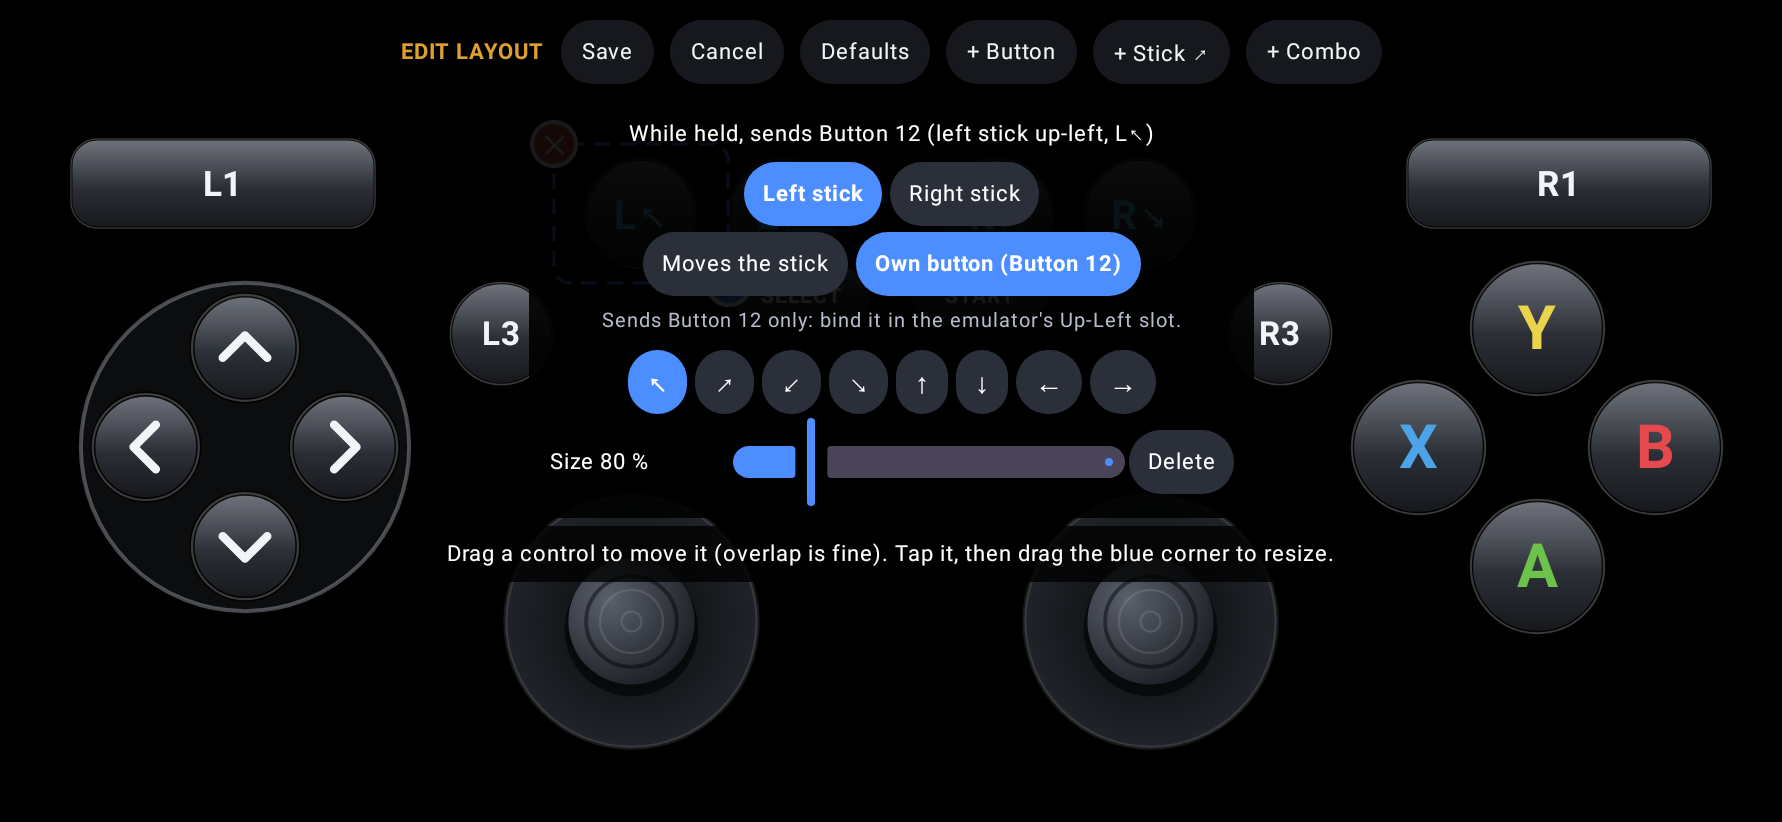 EDIT LAYOUT Save Cancel Defaults + Button + Stick ↗ + Combo
While held, sends Button 12 (left stick up-left, L↖)
L1
R1
Left stick Right stick
L↖
R↘
Moves the stick Own button (Button 12)
SELECT START
Sends Button 12 only: bind it in the emulator's Up-Left slot.
L3
R3
Y
↖ ↗ ↙ ↘ ↑ ↓ ← →
X
B
Size 80 % Delete
Drag a control to move it (overlap is fine). Tap it, then drag the blue corner to resize.
A